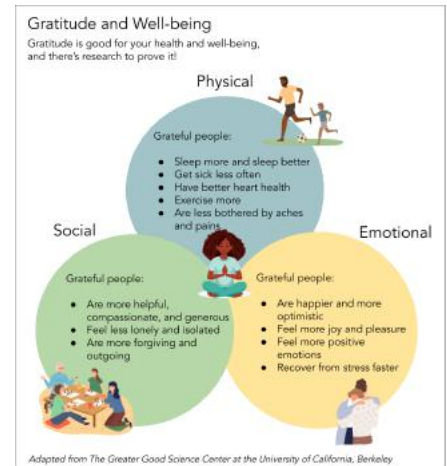 Gratitude and Well-being
Gratitude is good for your health and well-being,
and there's research to prove it!
Physical
Grateful people:
● Sleep more and sleep better
● Get sick less often
● Have better heart health
● Exercise more
● Are less bothered by aches
and pains
Social
Grateful people:
● Are more helpful,
compassionate, and generous
● Feel less lonely and isolated
● Are more forgiving and
outgoing
Emotional
Grateful people:
● Are happier and more
optimistic
● Feel more joy and pleasure
● Feel more positive
emotions
● Recover from stress faster
Adapted from The Greater Good Science Center at the University of California, Berkeley